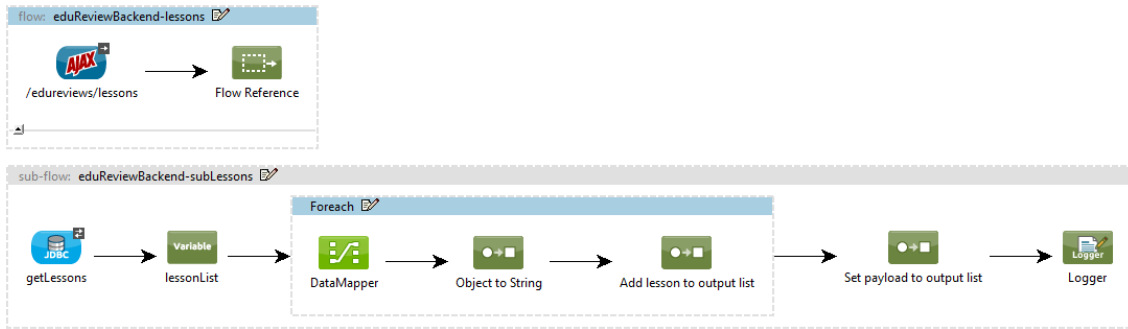 flow: eduReviewBackend-lessons
AJAX
/edureviews/lessons
Flow Reference
sub-flow: eduReviewBackend-subLessons
Foreach
JDBC
Variable
Logger
getLessons
lessonList
DataMapper
Object to String
Add lesson to output list
Set payload to output list
Logger